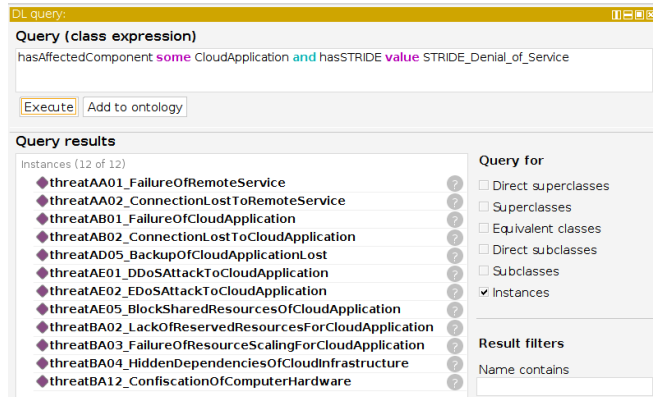 DL query:
Query (class expression)
hasAffectedComponent some CloudApplication and hasSTRIDE value STRIDE_Denial_of_Service
Execute Add to ontology
Query results
Instances (12 of 12)
threatAA01_FailureOfRemoteService
threatAA02_ConnectionLostToRemoteService
threatAB01_FailureOfCloudApplication
threatAB02_ConnectionLostToCloudApplication
threatAD05_BackupOfCloudApplicationLost
threatAE01_DDoSAttackToCloudApplication
threatAE02_EDoSAttackToCloudApplication
threatAE05_BlockSharedResourcesOfCloudApplication
threatBA02_LackOfReservedResourcesForCloudApplication
threatBA03_FailureOfResourceScalingForCloudApplication
threatBA04_HiddenDependenciesOfCloudInfrastructure
threatBA12_ConfiscationOfComputerHardware
Query for
Direct superclasses
Superclasses
Equivalent classes
Direct subclasses
Subclasses
Instances
Result filters
Name contains